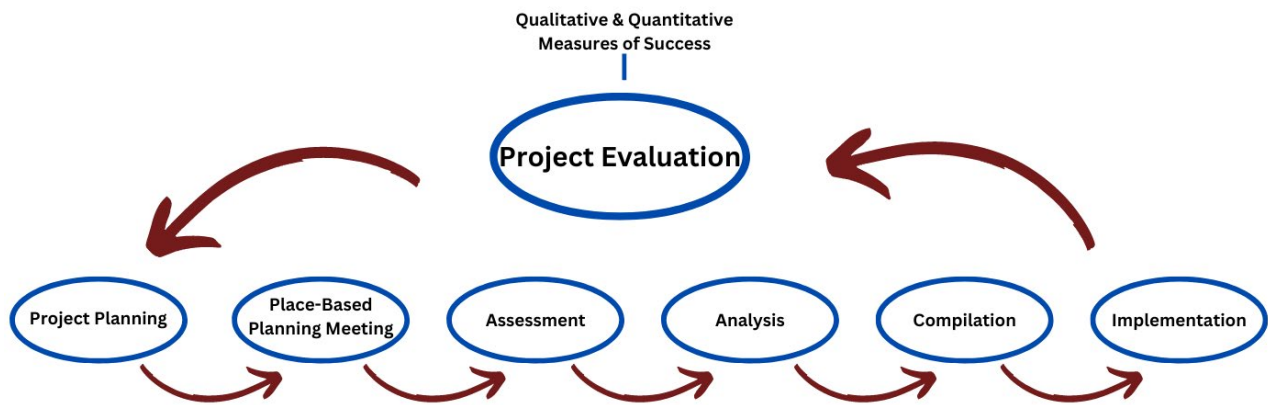 Qualitative & Quantitative
Measures of Success
Project Evaluation
Project Planning
Place-Based
Planning Meeting
Assessment
Analysis
Compilation
Implementation